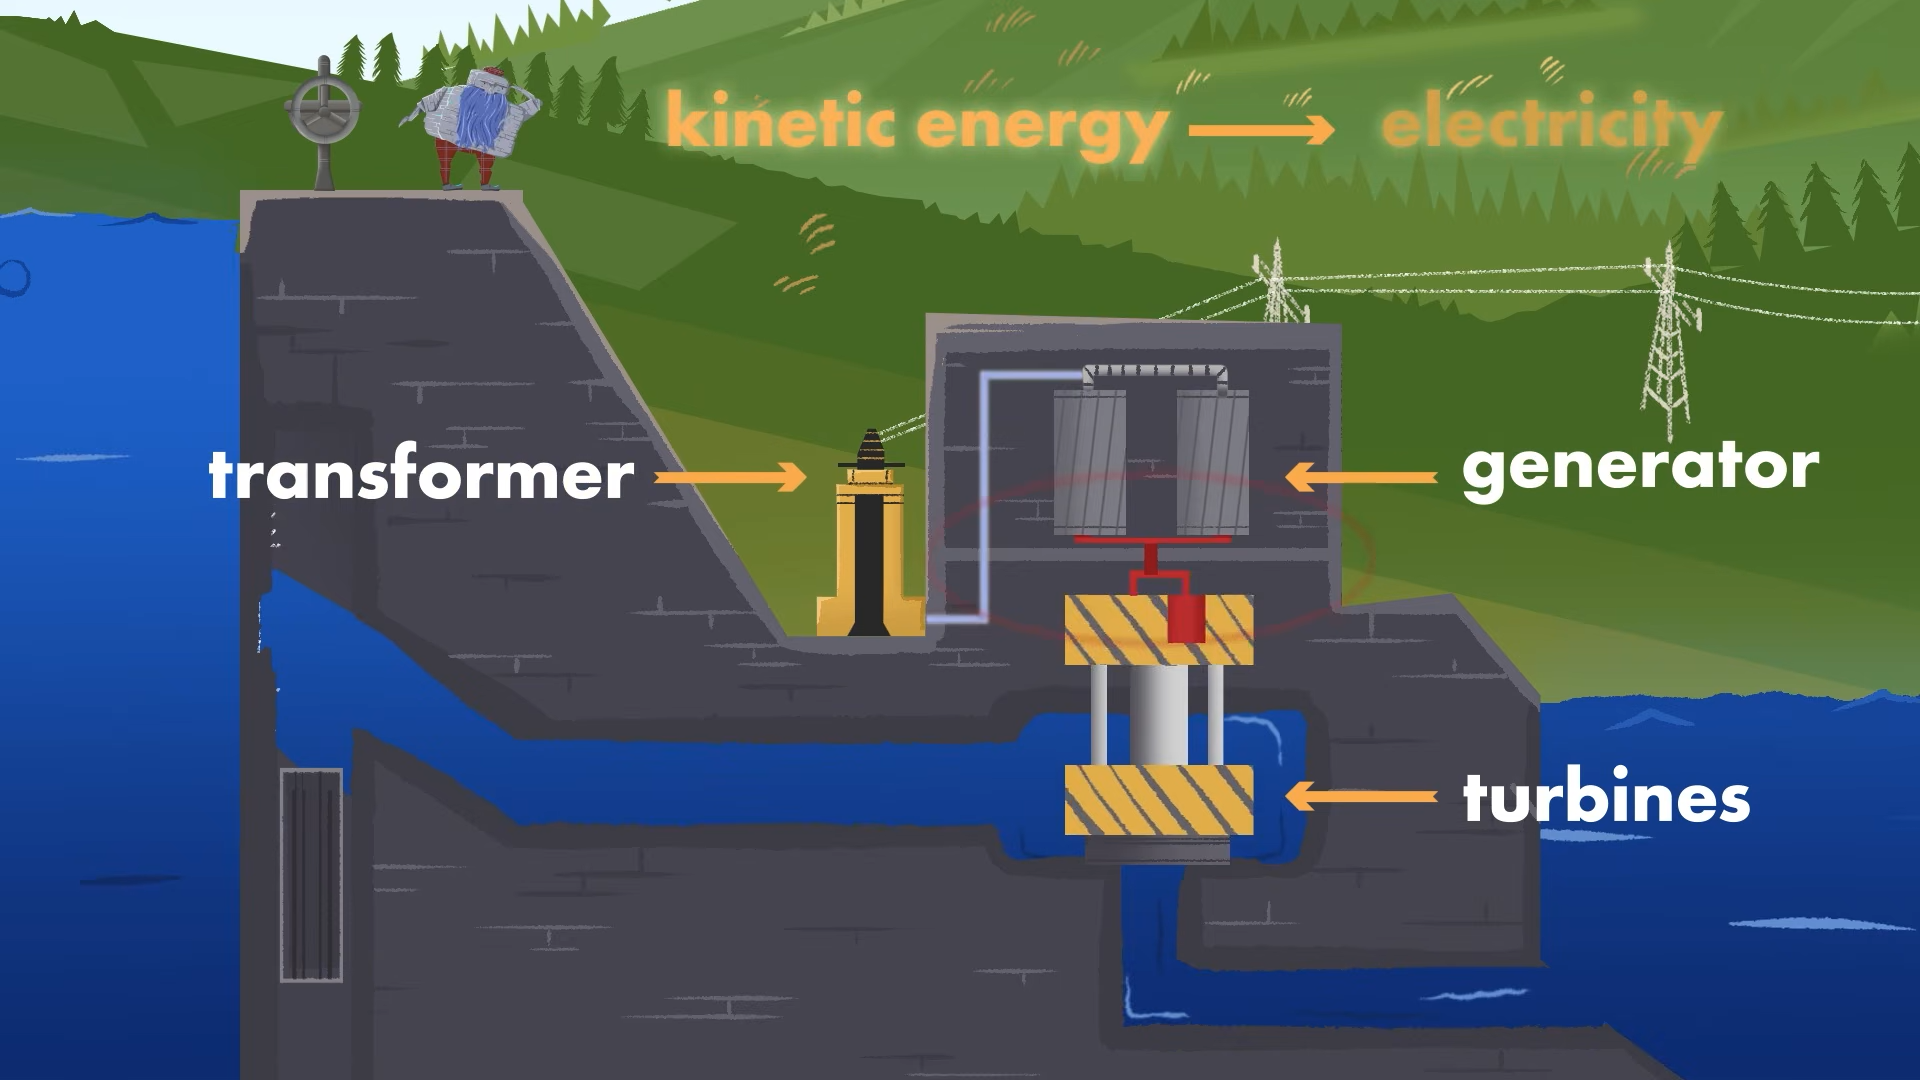 kinetic energy → electricity
transformer →
← generator
← turbines